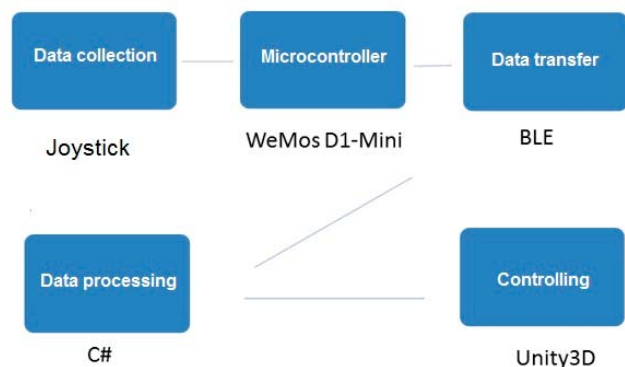 Data collection
Microcontroller
Data transfer
Joystick
WeMos D1-Mini
BLE
Data processing
Controlling
C#
Unity3D